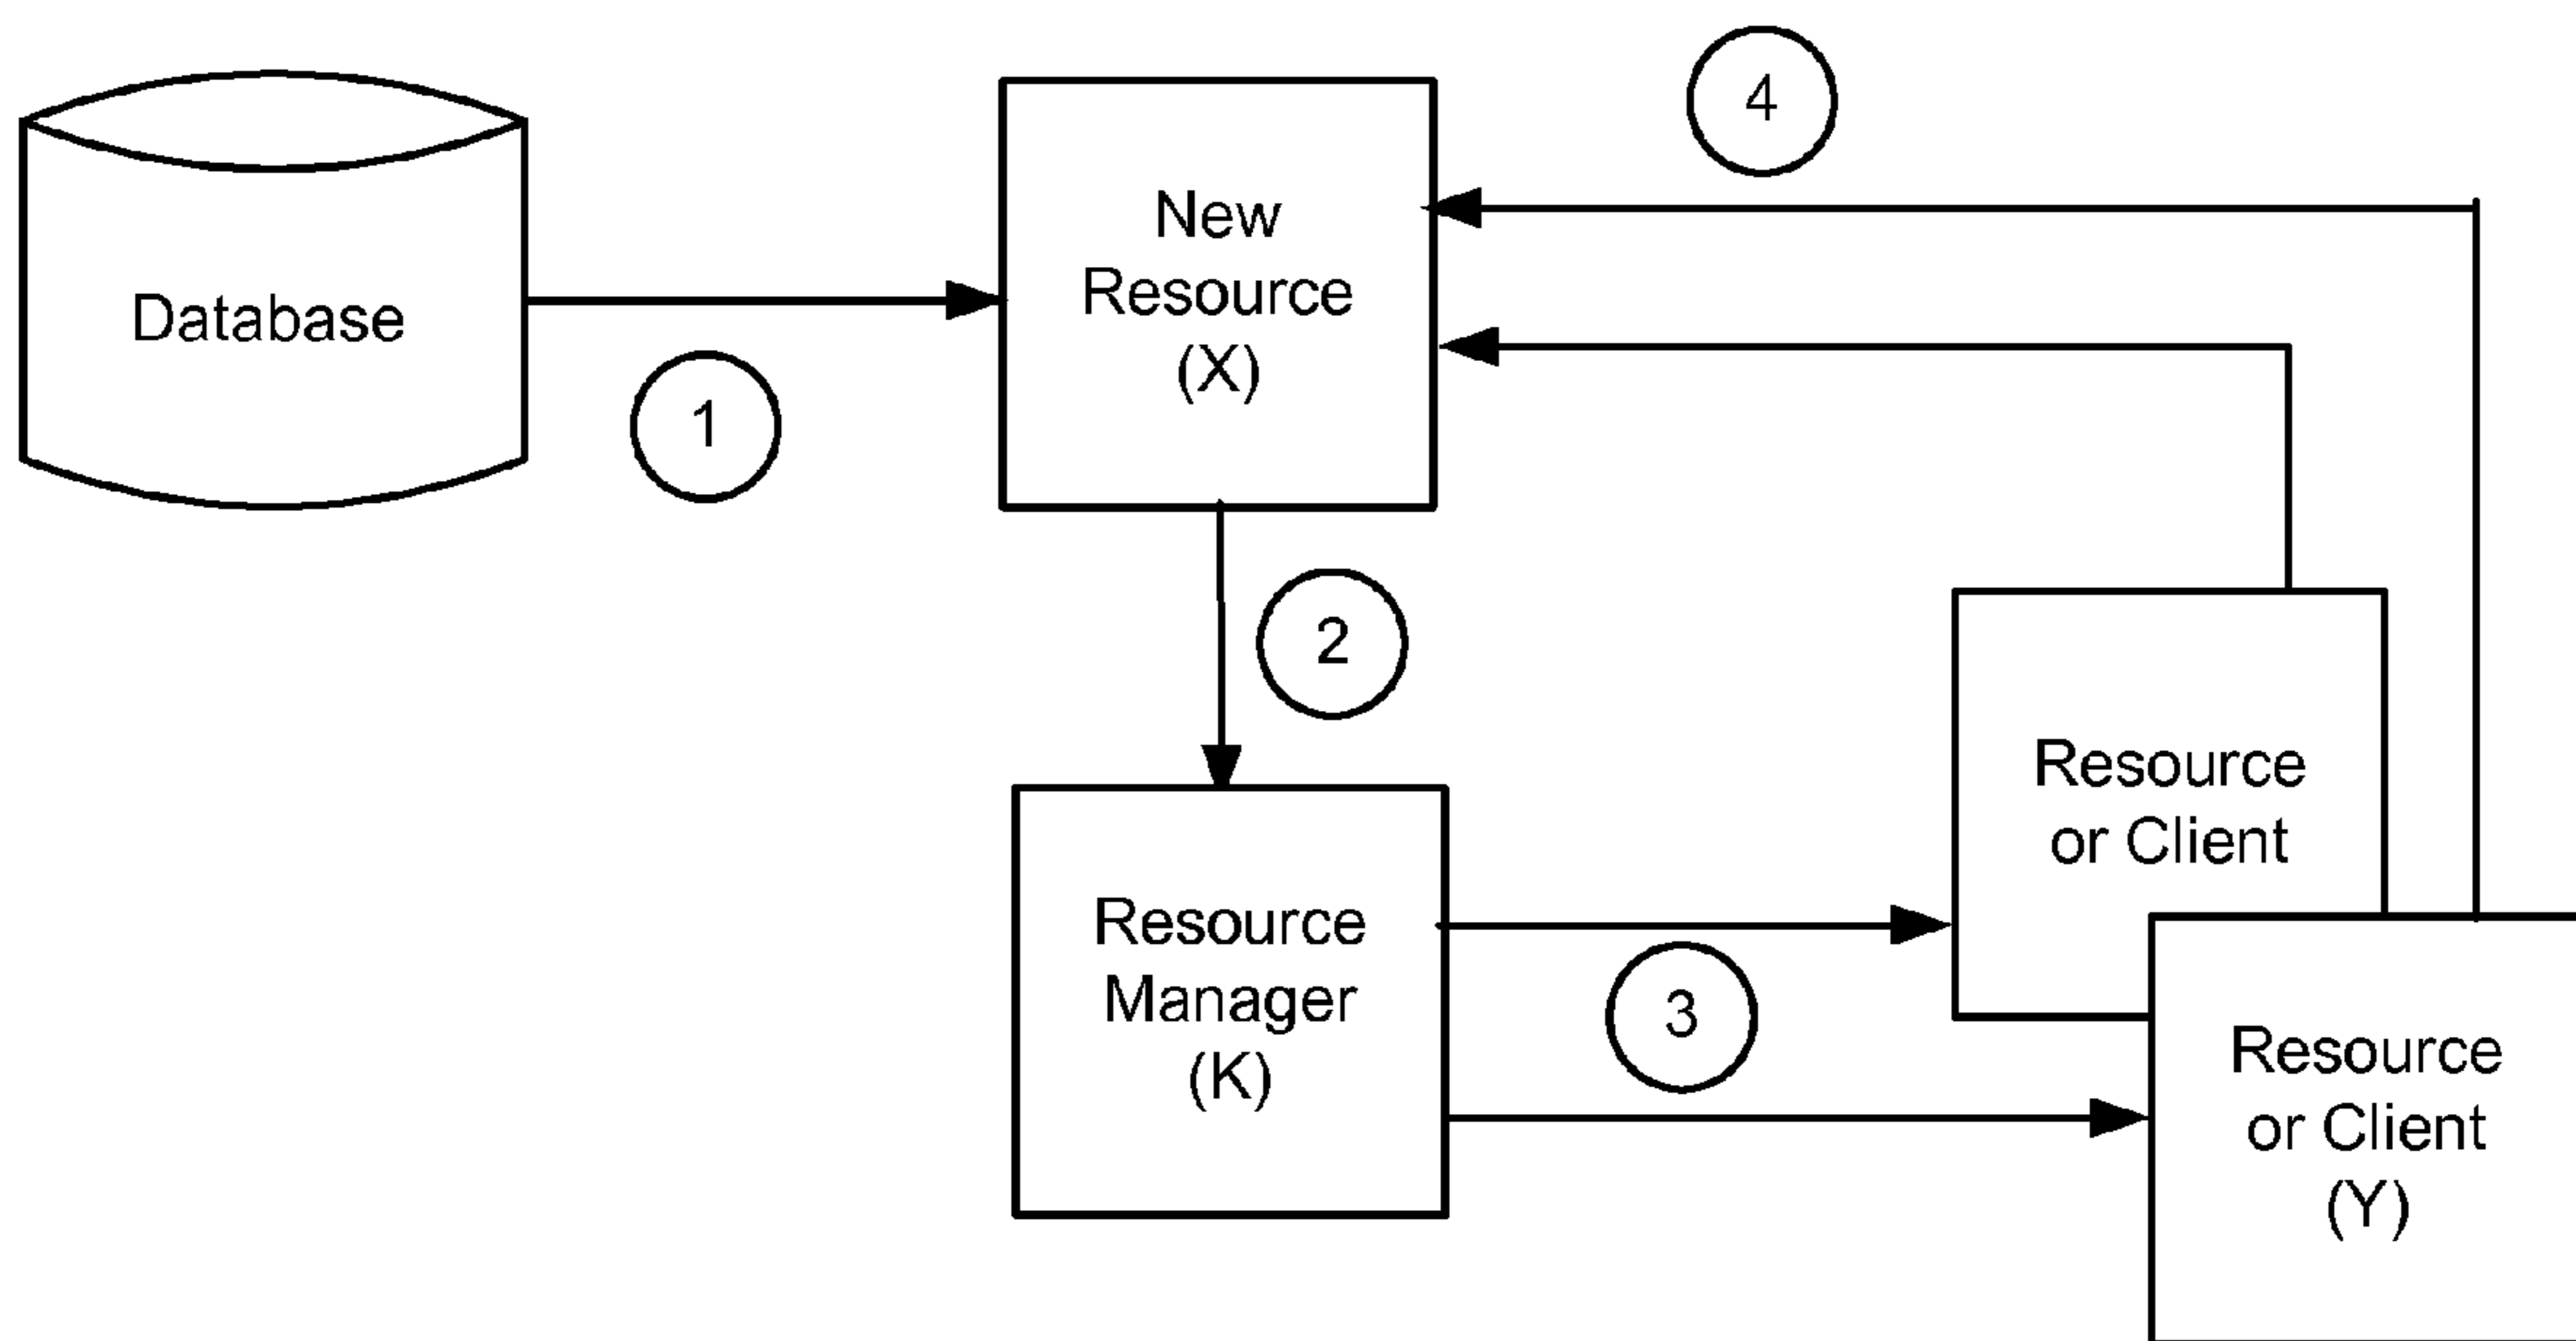 4
New
Resource
(X)
Database
1
2
Resource
or Client
Resource
Manager
(K)
3
Resource
or Client
(Y)